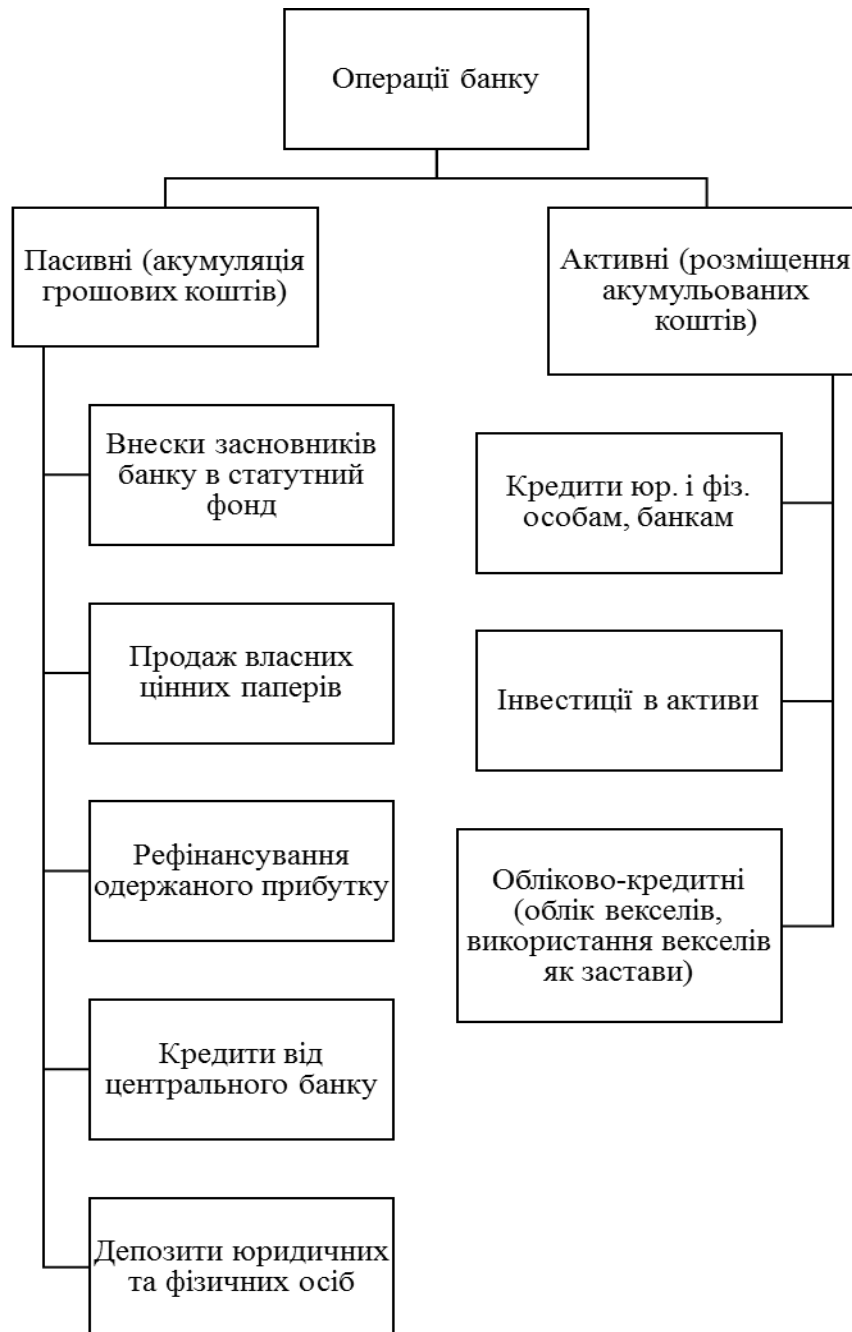 Операції банку
Пасивні (акумуляція
грошових коштів)
Внески засновників
банку в статутний
фонд
Продаж власних
цінних паперів
Рефінансування
одержаного прибутку
Кредити від
центрального банку
Депозити юридичних
та фізичних осіб
Активні (розміщення
акумульованих
коштів)
Кредити юр. і фіз.
особам, банкам
Інвестиції в активи
Обліково-кредитні
(облік векселів,
використання векселів
як застави)